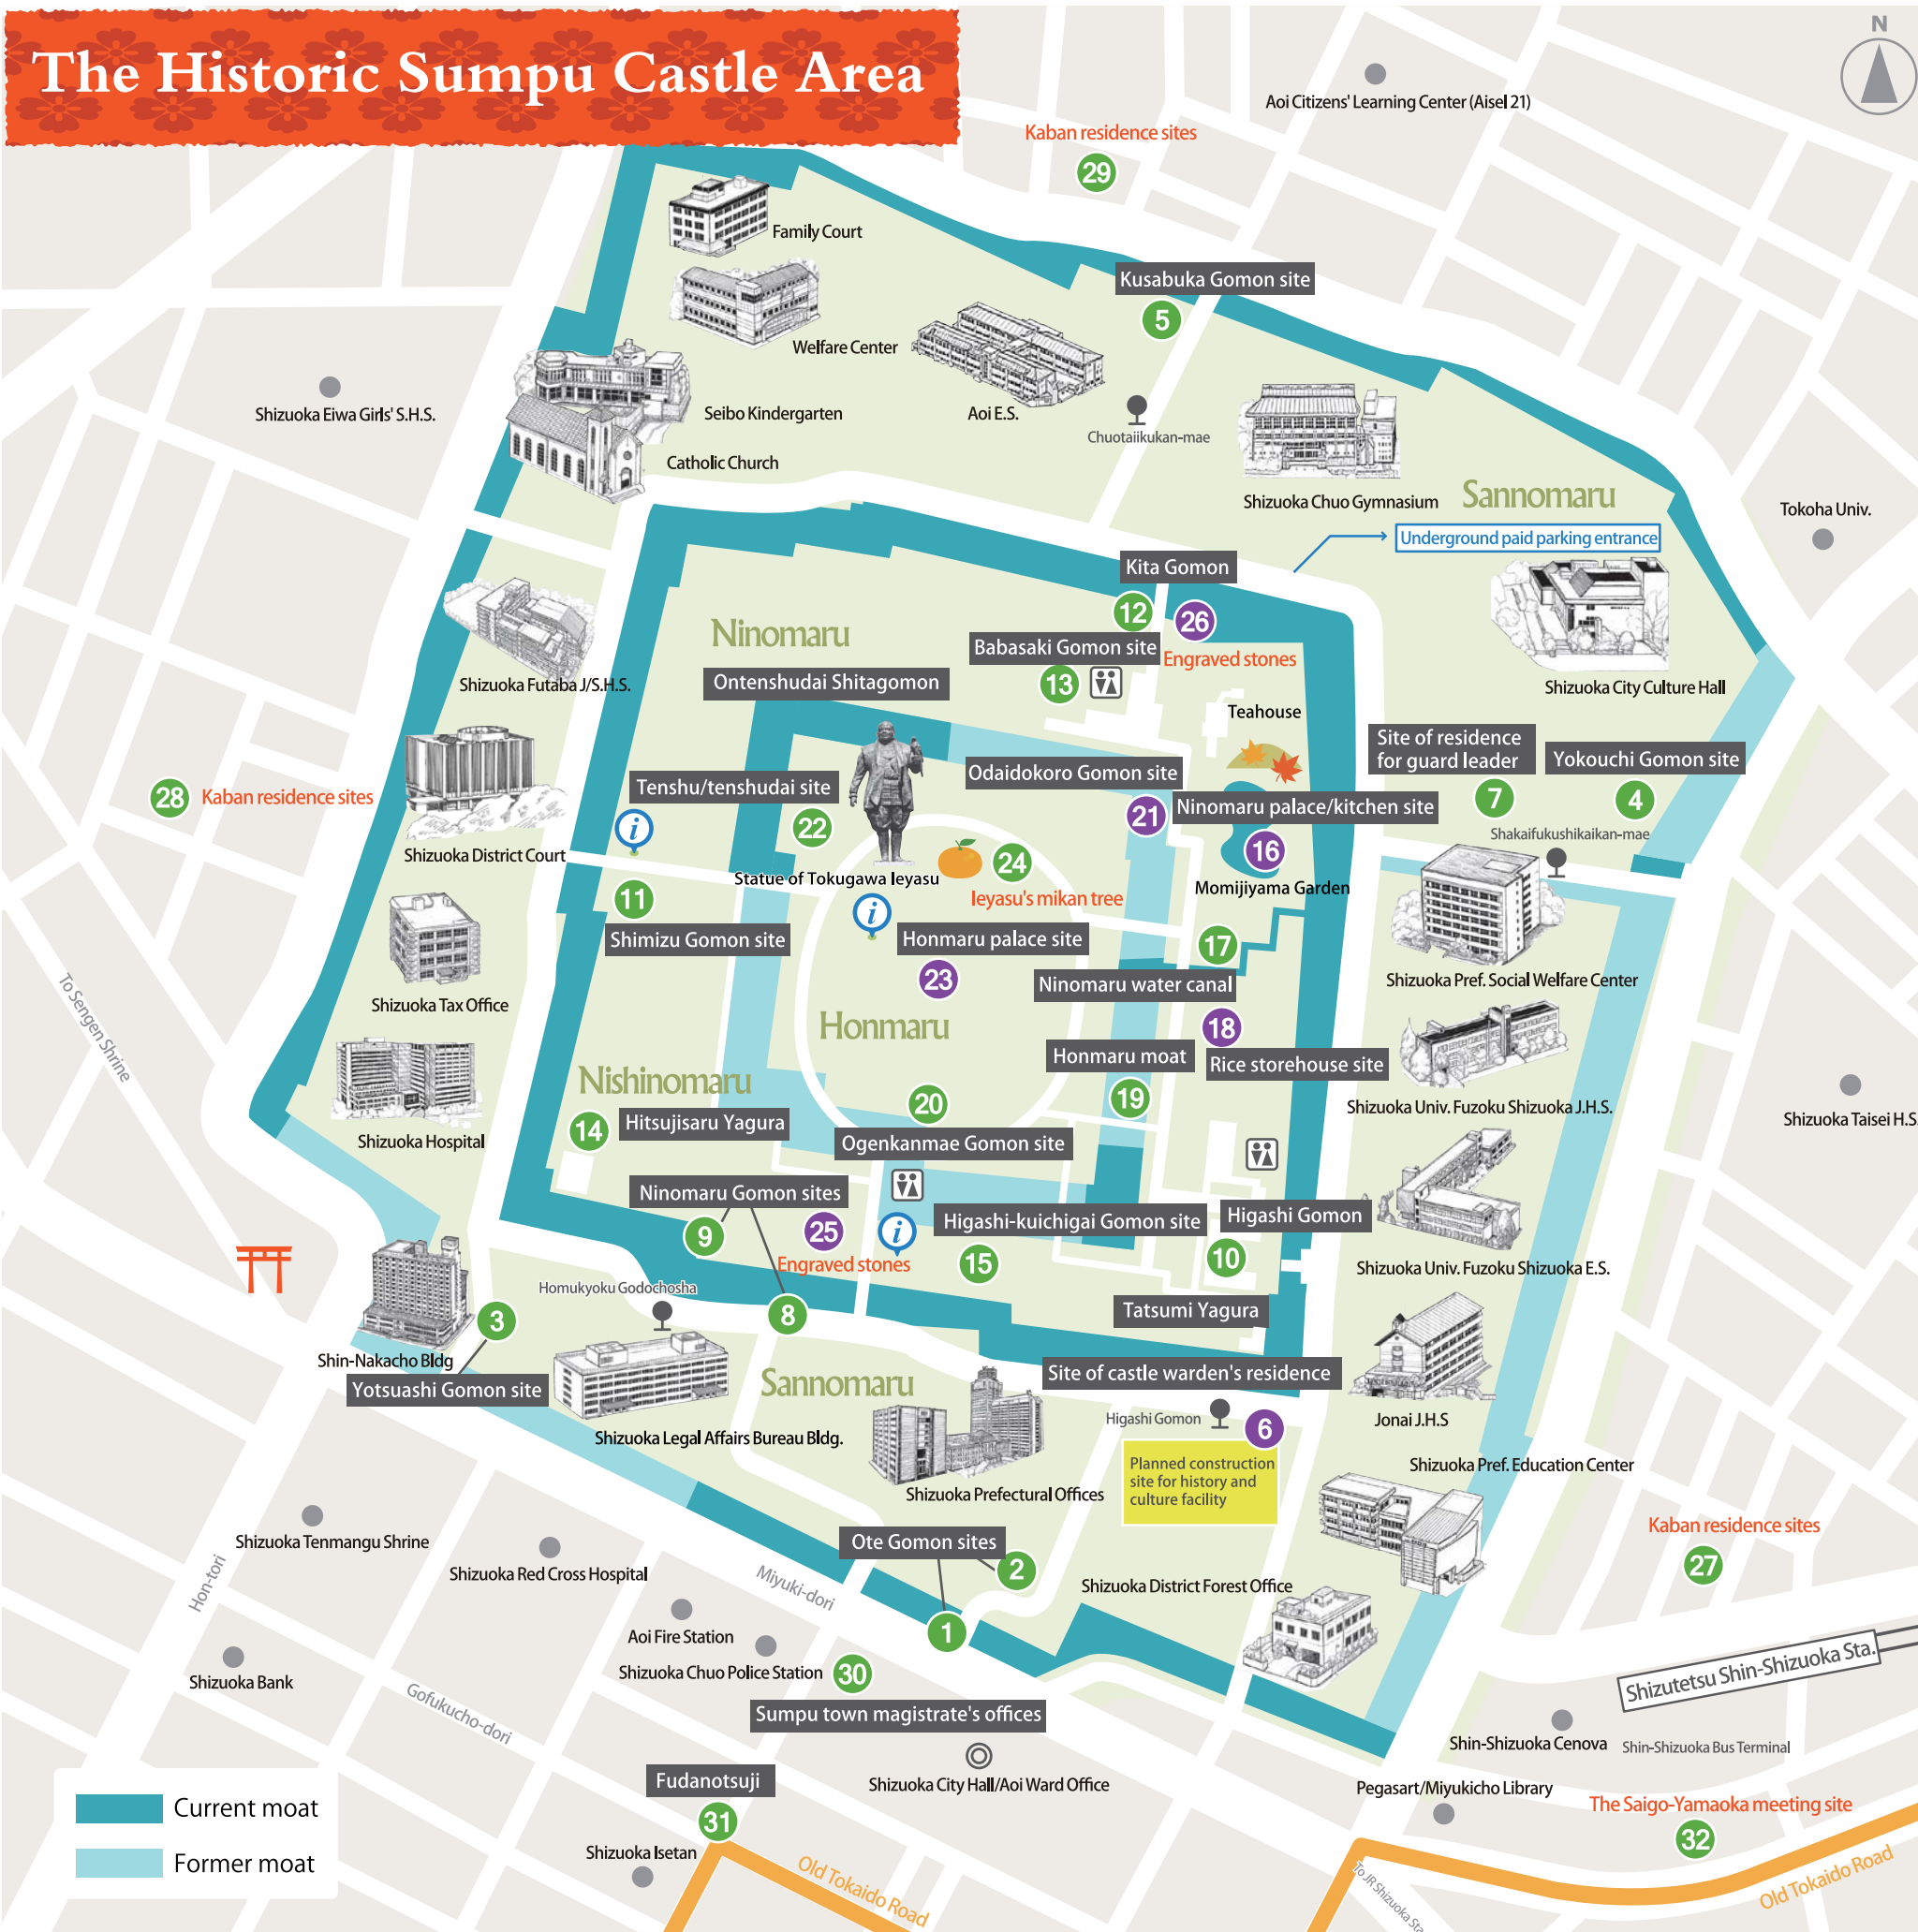 The Historic Sumpu Castle Area
N
Aoi Citizens' Learning Center (Aisel 21)
Kaban residence sites
29
Family Court
Kusabuka Gomon site
5
Welfare Center
Shizuoka Eiwa Girls' S.H.S.
Seibo Kindergarten
Aoi E.S.
Chuotaiikukan-mae
Catholic Church
Shizuoka Chuo Gymnasium
Sannomaru
Tokoha Univ.
Underground paid parking entrance
Kita Gomon
12
26
Ninomaru
Babasaki Gomon site
Engraved stones
13
Ontenshudai Shitagomon
Shizuoka Futaba J/S.H.S.
Shizuoka City Culture Hall
Teahouse
Site of residence
for guard leader
7
Yokouchi Gomon site
4
Odaidokoro Gomon site
21
Tenshu/tenshudai site
22
28
Kaban residence sites
Ninomaru palace/kitchen site
16
Shakaifukushikaikan-mae
Shizuoka District Court
i
Statue of Tokugawa Ieyasu
24
Ieyasu's mikan tree
Momijiyama Garden
11
Shimizu Gomon site
i
Honmaru palace site
23
17
Ninomaru water canal
Shizuoka Pref. Social Welfare Center
Shizuoka Tax Office
To Sengen Shrine
Honmaru
18
Rice storehouse site
Honmaru moat
19
Nishinomaru
14
Hitsujisaru Yagura
20
Ogenkanmae Gomon site
Shizuoka Univ. Fuzoku Shizuoka J.H.S.
Shizuoka Taisei H.S.
Shizuoka Hospital
Ninomaru Gomon sites
9
8
25
Engraved stones
i
Higashi-kuichigai Gomon site
15
Higashi Gomon
10
Shizuoka Univ. Fuzoku Shizuoka E.S.
Homukyoku Godochosha
Tatsumi Yagura
3
Shin-Nakacho Bldg
Yotsuashi Gomon site
Sannomaru
Site of castle warden's residence
Higashi Gomon
6
Jonai J.H.S
Shizuoka Legal Affairs Bureau Bldg.
Shizuoka Prefectural Offices
Planned construction
site for history and
culture facility
Shizuoka Pref. Education Center
Kaban residence sites
27
Shizuoka Tenmangu Shrine
Hon-tori
Shizuoka Red Cross Hospital
Miyuki-dori
Ote Gomon sites
2
1
Shizuoka District Forest Office
Aoi Fire Station
Shizuoka Chuo Police Station
30
Sumpu town magistrate's offices
Shizuoka Bank
Gofukucho-dori
Shizutetsu Shin-Shizuoka Sta.
Shin-Shizuoka Cenova
Shin-Shizuoka Bus Terminal
Shizuoka City Hall/Aoi Ward Office
Pegasart/Miyukicho Library
The Saigo-Yamaoka meeting site
32
Fudanotsuji
31
Shizuoka Isetan
Old Tokaido Road
To JR Shizuoka Sta.
Old Tokaido Road
Current moat
Former moat